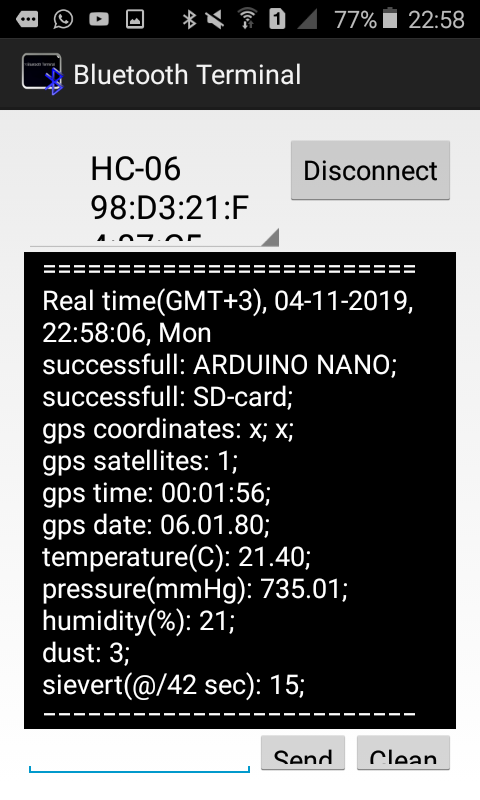 77% 22:58
Bluetooth Terminal
HC-06
98:D3:21:F
Disconnect
=========================
Real time(GMT+3), 04-11-2019,
22:58:06, Mon
successfull: ARDUINO NANO;
successfull: SD-card;
gps coordinates: x; x;
gps satellites: 1;
gps time: 00:01:56;
gps date: 06.01.80;
temperature(C): 21.40;
pressure(mmHg): 735.01;
humidity(%): 21;
dust: 3;
sievert(@/42 sec): 15;
-------------------------
Send Clean